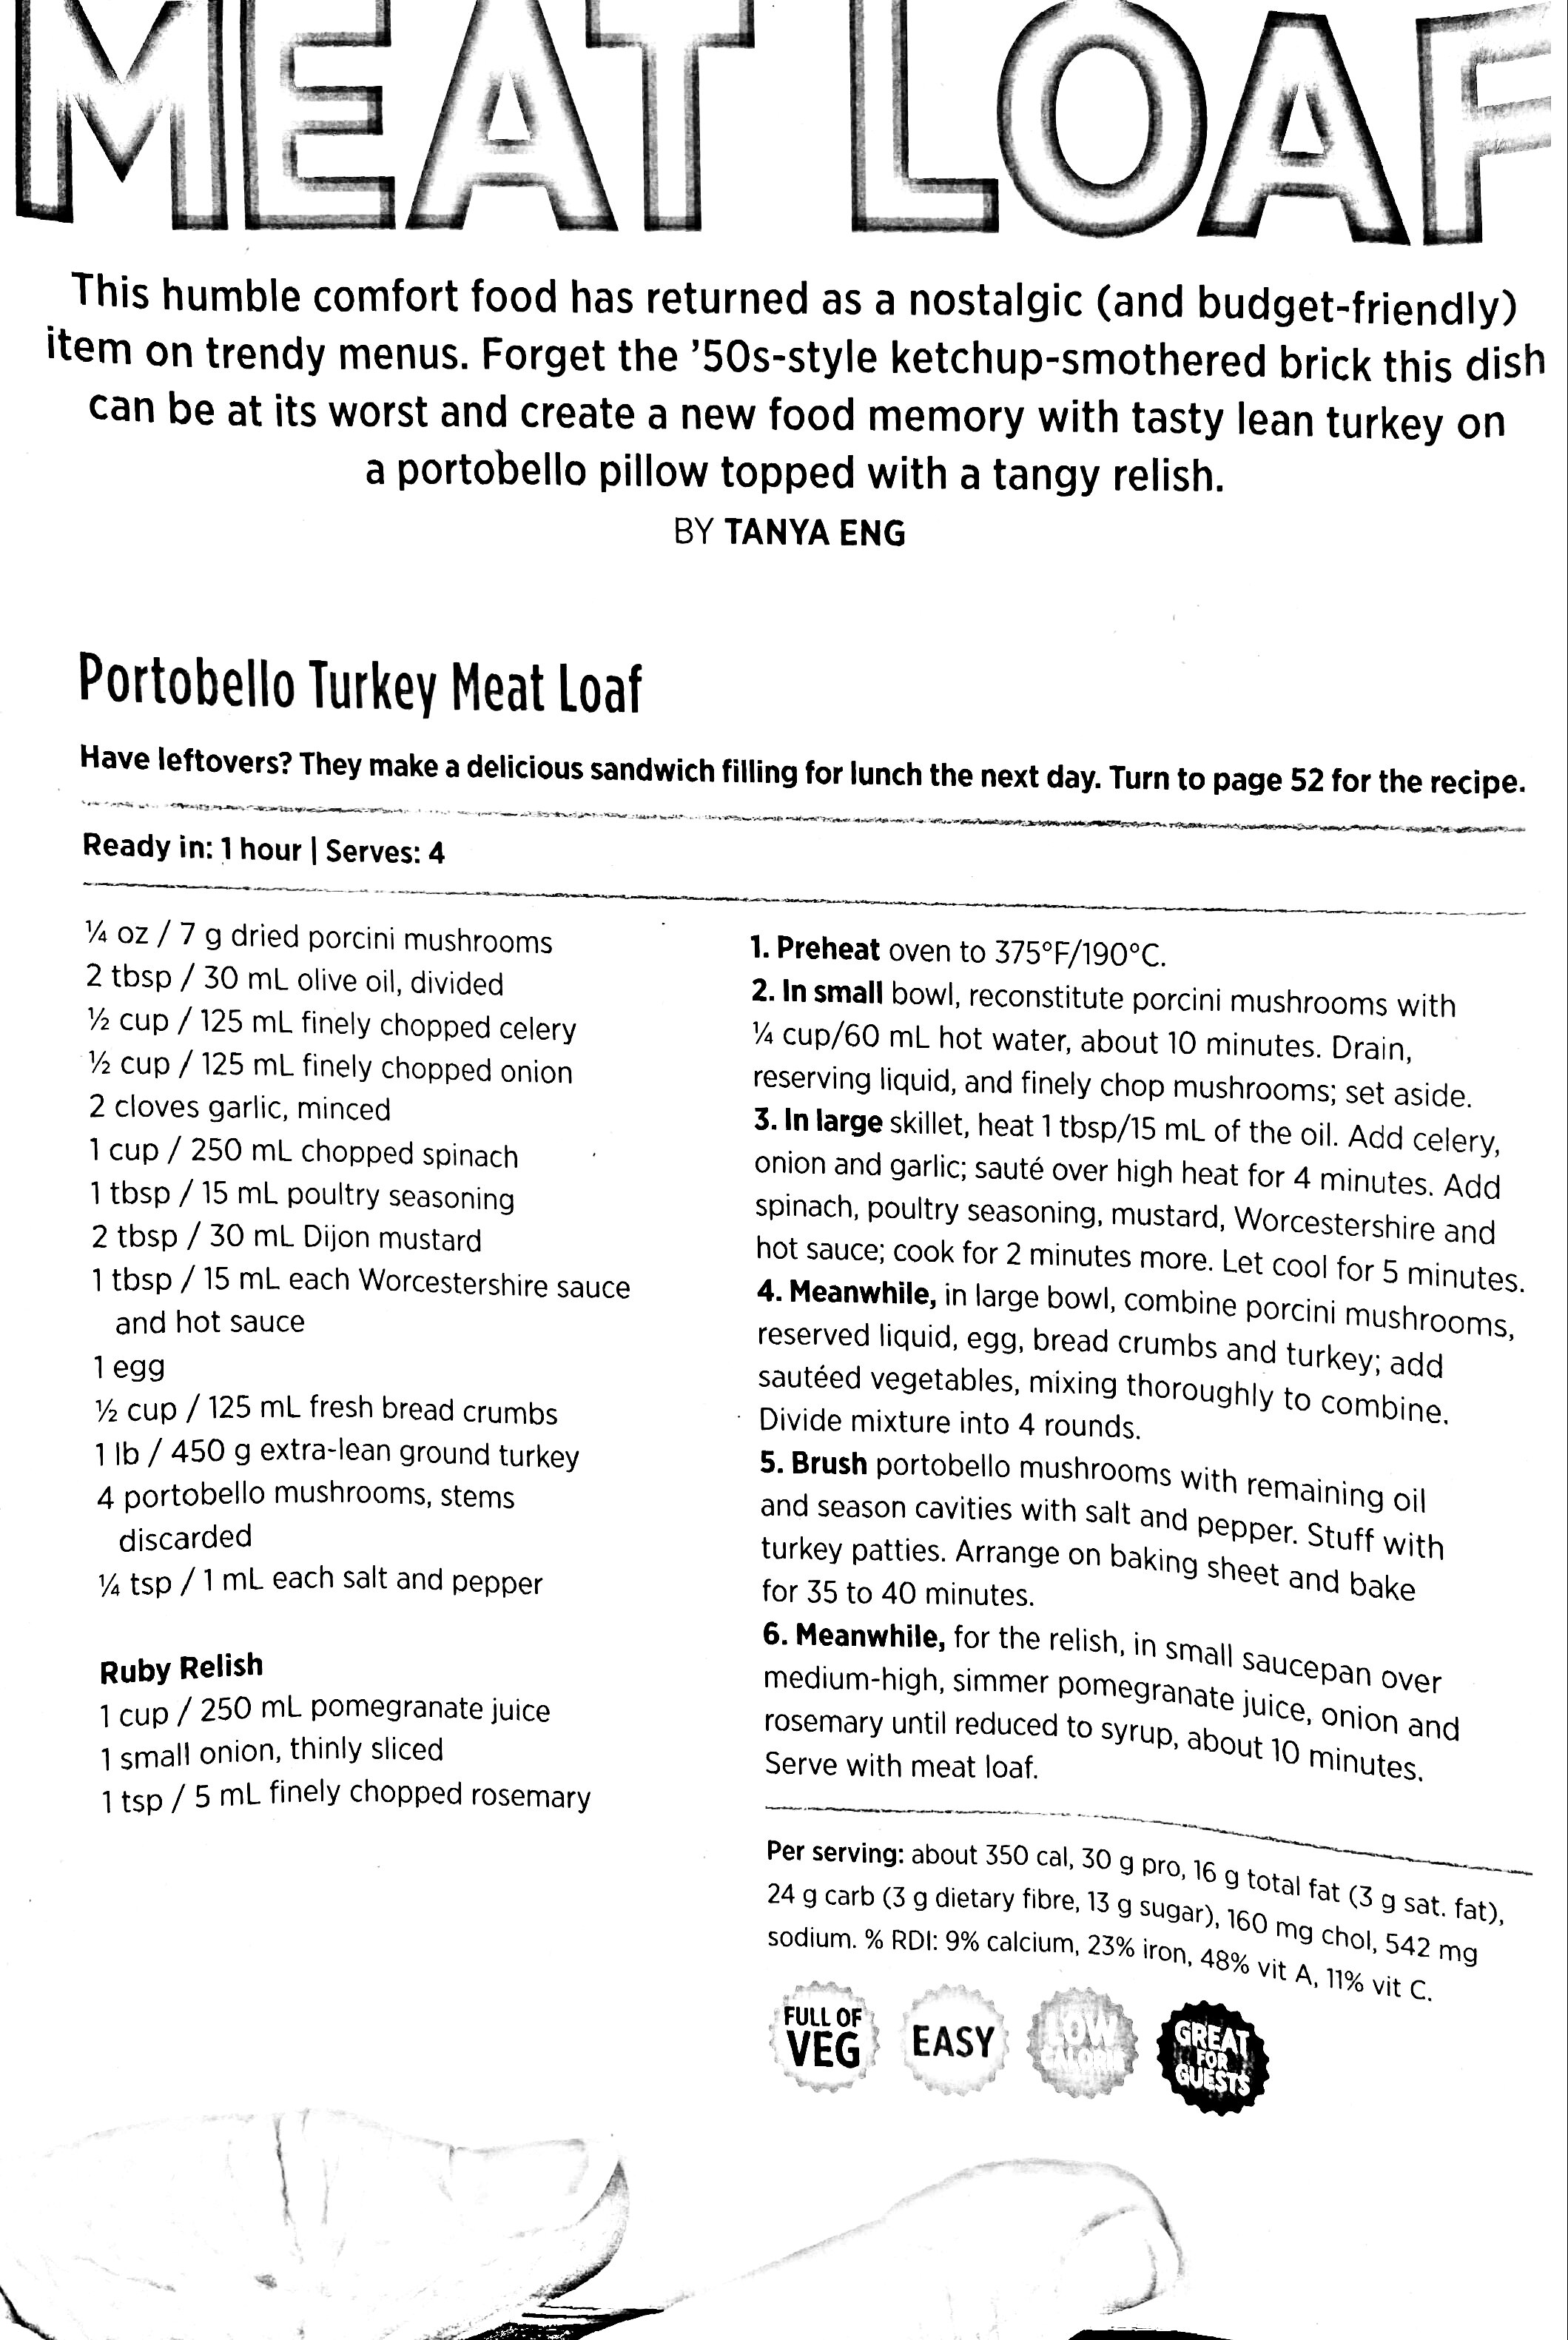 MEAT LOAF
This humble comfort food has returned as a nostalgic (and budget-friendly)
item on trendy menus. Forget the ’50s-style ketchup-smothered brick this dish
can be at its worst and create a new food memory with tasty lean turkey on
a portobello pillow topped with a tangy relish.
BY TANYA ENG
Portobello Turkey Meat Loaf
Have leftovers? They make a delicious sandwich filling for lunch the next day. Turn to page 52 for the recipe.
Ready in: 1 hour | Serves: 4
¼ oz / 7 g dried porcini mushrooms
2 tbsp / 30 mL olive oil, divided
½ cup / 125 mL finely chopped celery
½ cup / 125 mL finely chopped onion
2 cloves garlic, minced
1 cup / 250 mL chopped spinach
1 tbsp / 15 mL poultry seasoning
2 tbsp / 30 mL Dijon mustard
1 tbsp / 15 mL each Worcestershire sauce
and hot sauce
1 egg
½ cup / 125 mL fresh bread crumbs
1 lb / 450 g extra-lean ground turkey
4 portobello mushrooms, stems
discarded
¼ tsp / 1 mL each salt and pepper
Ruby Relish
1 cup / 250 mL pomegranate juice
1 small onion, thinly sliced
1 tsp / 5 mL finely chopped rosemary
1. Preheat oven to 375°F/190°C.
2. In small bowl, reconstitute porcini mushrooms with
¼ cup/60 mL hot water, about 10 minutes. Drain,
reserving liquid, and finely chop mushrooms; set aside.
3. In large skillet, heat 1 tbsp/15 mL of the oil. Add celery,
onion and garlic; sauté over high heat for 4 minutes. Add
spinach, poultry seasoning, mustard, Worcestershire and
hot sauce; cook for 2 minutes more. Let cool for 5 minutes.
4. Meanwhile, in large bowl, combine porcini mushrooms,
reserved liquid, egg, bread crumbs and turkey; add
sautéed vegetables, mixing thoroughly to combine.
Divide mixture into 4 rounds.
5. Brush portobello mushrooms with remaining oil
and season cavities with salt and pepper. Stuff with
turkey patties. Arrange on baking sheet and bake
for 35 to 40 minutes.
6. Meanwhile, for the relish, in small saucepan over
medium-high, simmer pomegranate juice, onion and
rosemary until reduced to syrup, about 10 minutes.
Serve with meat loaf.
Per serving: about 350 cal, 30 g pro, 16 g total fat (3 g sat. fat),
24 g carb (3 g dietary fibre, 13 g sugar), 160 mg chol, 542 mg
sodium. % RDI: 9% calcium, 23% iron, 48% vit A, 11% vit C.
FULL OF
VEG
EASY
LOW
CALORIE
GREAT
FOR
GUESTS